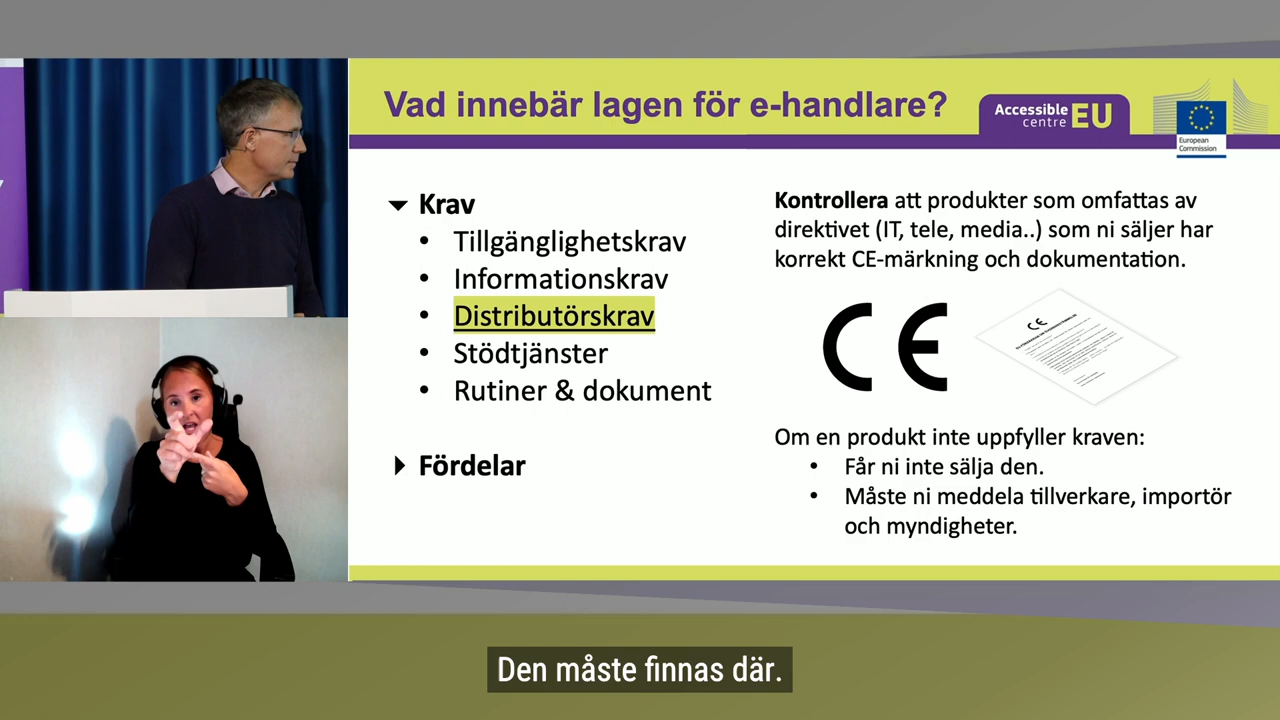 Vad innebär lagen för e-handlare?
Accessible
centre EU
European
Commission
Krav
• Tillgänglighetskrav
• Informationskrav
• Distributörskrav
• Stödtjänster
• Rutiner & dokument
Fördelar
Kontrollera att produkter som omfattas av
direktivet (IT, tele, media..) som ni säljer har
korrekt CE-märkning och dokumentation.
CE
CE
Om en produkt inte uppfyller kraven:
• Får ni inte sälja den.
• Måste ni meddela tillverkare, importör
och myndigheter.
Den måste finnas där.